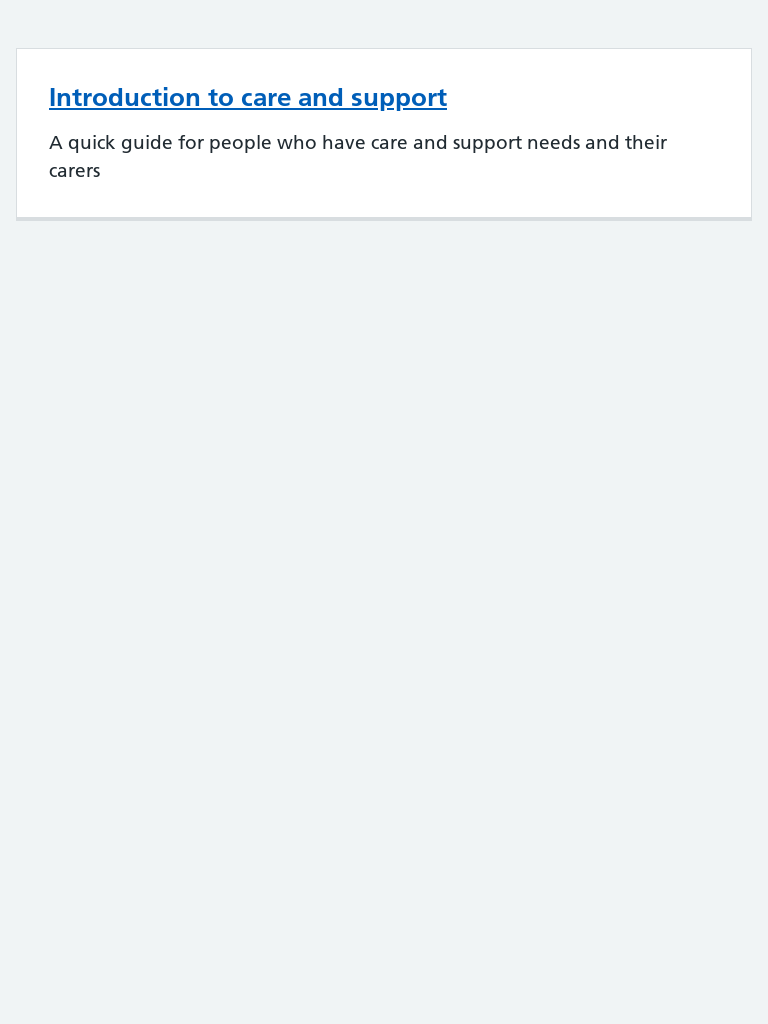 Introduction to care and support
A quick guide for people who have care and support needs and their
carers